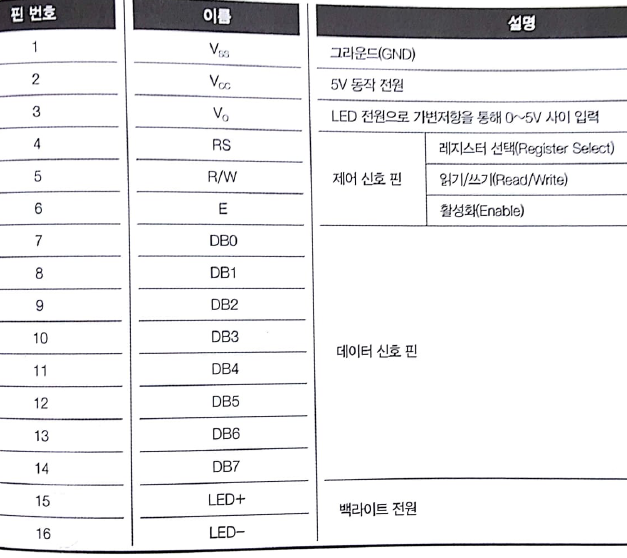 핀 번호 이름 설명
1 Vss 그라운드(GND)
2 Vcc 5V 동작 전원
3 Vo LED 전원으로 가변저항을 통해 0~5V 사이 입력
4 RS 제어 신호 핀 레지스터 선택(Register Select)
5 R/W 읽기/쓰기(Read/Write)
6 E 활성화(Enable)
7 DB0 데이터 신호 핀
8 DB1
9 DB2
10 DB3
11 DB4
12 DB5
13 DB6
14 DB7
15 LED+ 백라이트 전원
16 LED-